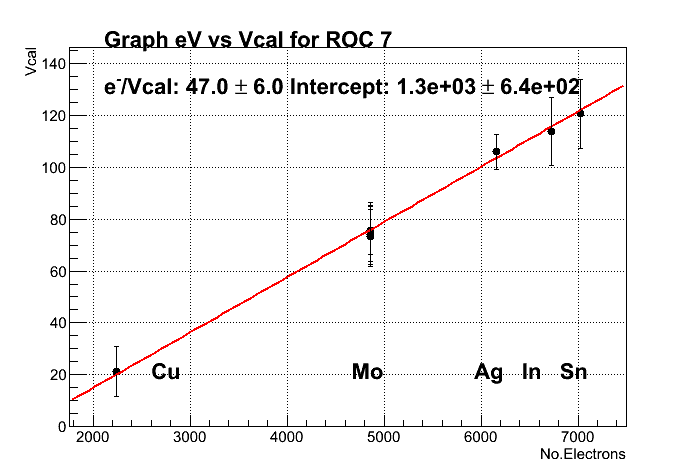 Graph eV vs Vcal for ROC 7
Vcal
e-/Vcal: 47.0 ± 6.0 Intercept: 1.3e+03 ± 6.4e+02
140
120
100
80
60
40
20
0
Cu Mo Ag In Sn
2000 3000 4000 5000 6000 7000
No.Electrons